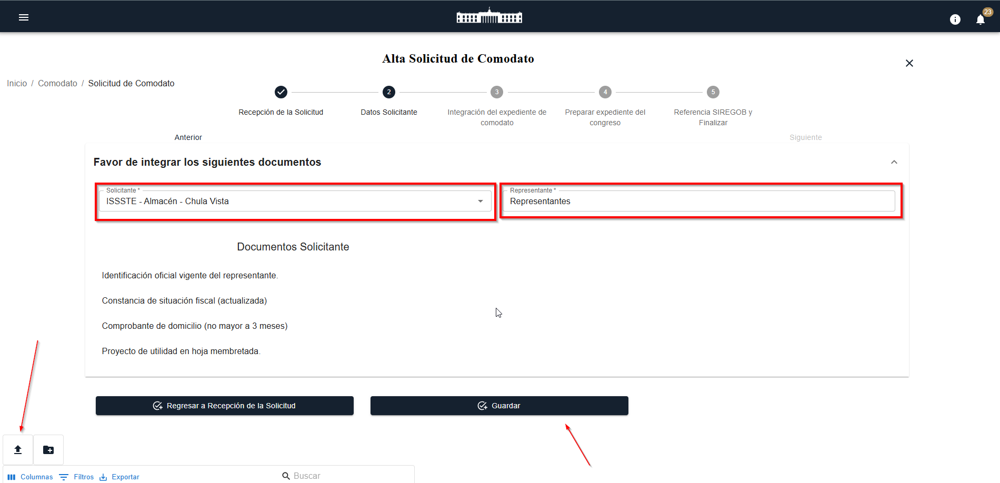 23
Alta Solicitud de Comodato
Inicio / Comodato / Solicitud de Comodato
2
3
4
5
Recepción de la Solicitud
Datos Solicitante
Integración del expediente de
comodato
Preparar expediente del
congreso
Referencia SIREGOB y
Finalizar
Anterior
Siguiente
Favor de integrar los siguientes documentos
Solicitante *
ISSSTE - Almacén - Chula Vista
Representante *
Representantes
Documentos Solicitante
Identificación oficial vigente del representante.
Constancia de situación fiscal (actualizada)
Comprobante de domicilio (no mayor a 3 meses)
Proyecto de utilidad en hoja membretada.
Regresar a Recepción de la Solicitud
Guardar
Columnas
Filtros
Exportar
Buscar